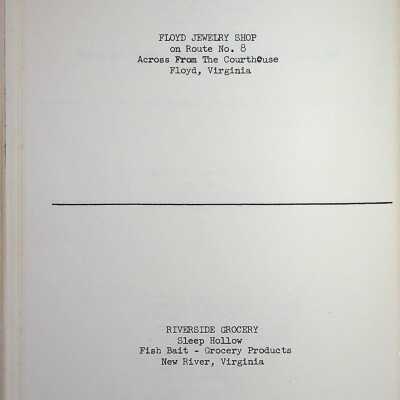 FLOYD JEWELRY SHOP
on Route No. 8
Across From The Courthouse
Floyd, Virginia
RIVERSIDE GROCERY
Sleep Hollow
Fish Bait - Grocery Products
New River, Virginia